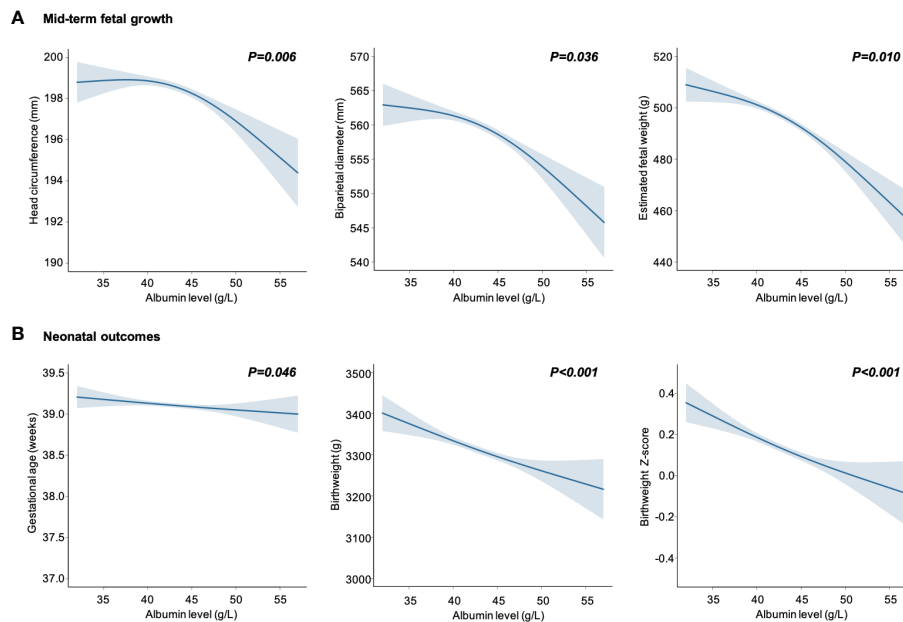 A Mid-term fetal growth
P=0.006
Head circumference (mm)
200
198
196
194
192
190
35 40 45 50 55
Albumin level (g/L)
P=0.036
Biparietal diameter (mm)
570
565
560
555
550
545
540
35 40 45 50 55
Albumin level (g/L)
P=0.010
Estimated fetal weight (g)
520
500
480
460
440
35 40 45 50 55
Albumin level (g/L)
B Neonatal outcomes
P=0.046
Gestational age (weeks)
39.5
39.0
38.5
38.0
37.5
37.0
35 40 45 50 55
Albumin level (g/L)
P<0.001
Birthweight (g)
3500
3400
3300
3200
3100
3000
35 40 45 50 55
Albumin level (g/L)
P<0.001
Birthweight Z-score
0.4
0.2
0.0
-0.2
-0.4
35 40 45 50 55
Albumin level (g/L)